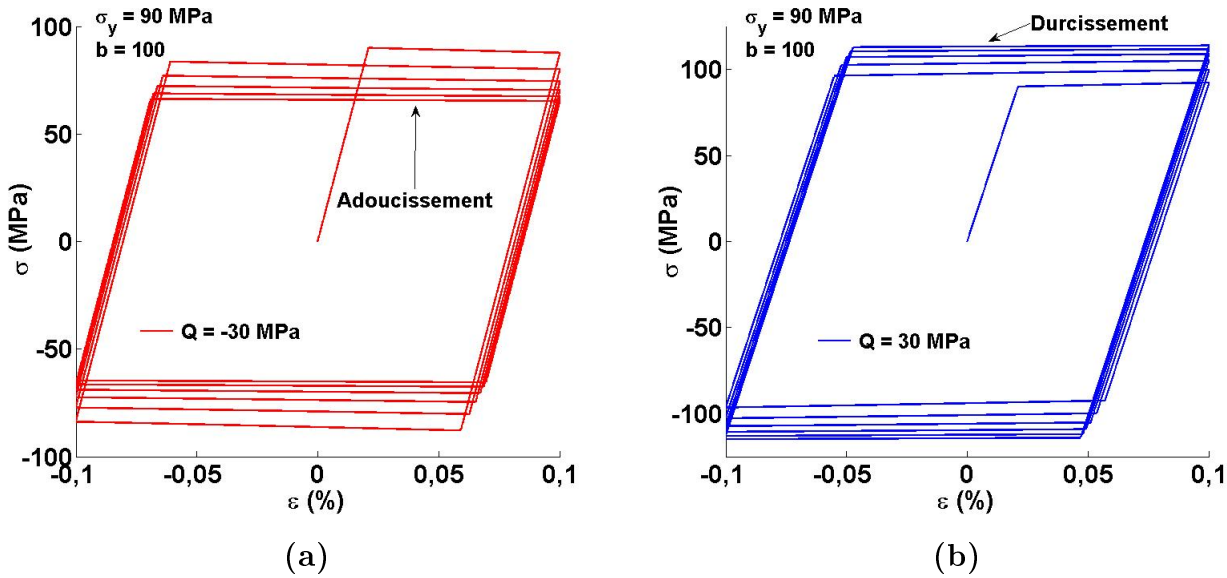 σy = 90 MPa
b = 100
100
50
0
-50
-100
σ (MPa)
Adoucissement
Q = -30 MPa
-0,1
-0,05
0
0,05
0,1
ε (%)
(a)
σy = 90 MPa
b = 100
Durcissement
100
50
0
-50
-100
σ (MPa)
Q = 30 MPa
-0,1
-0,05
0
0,05
0,1
ε (%)
(b)